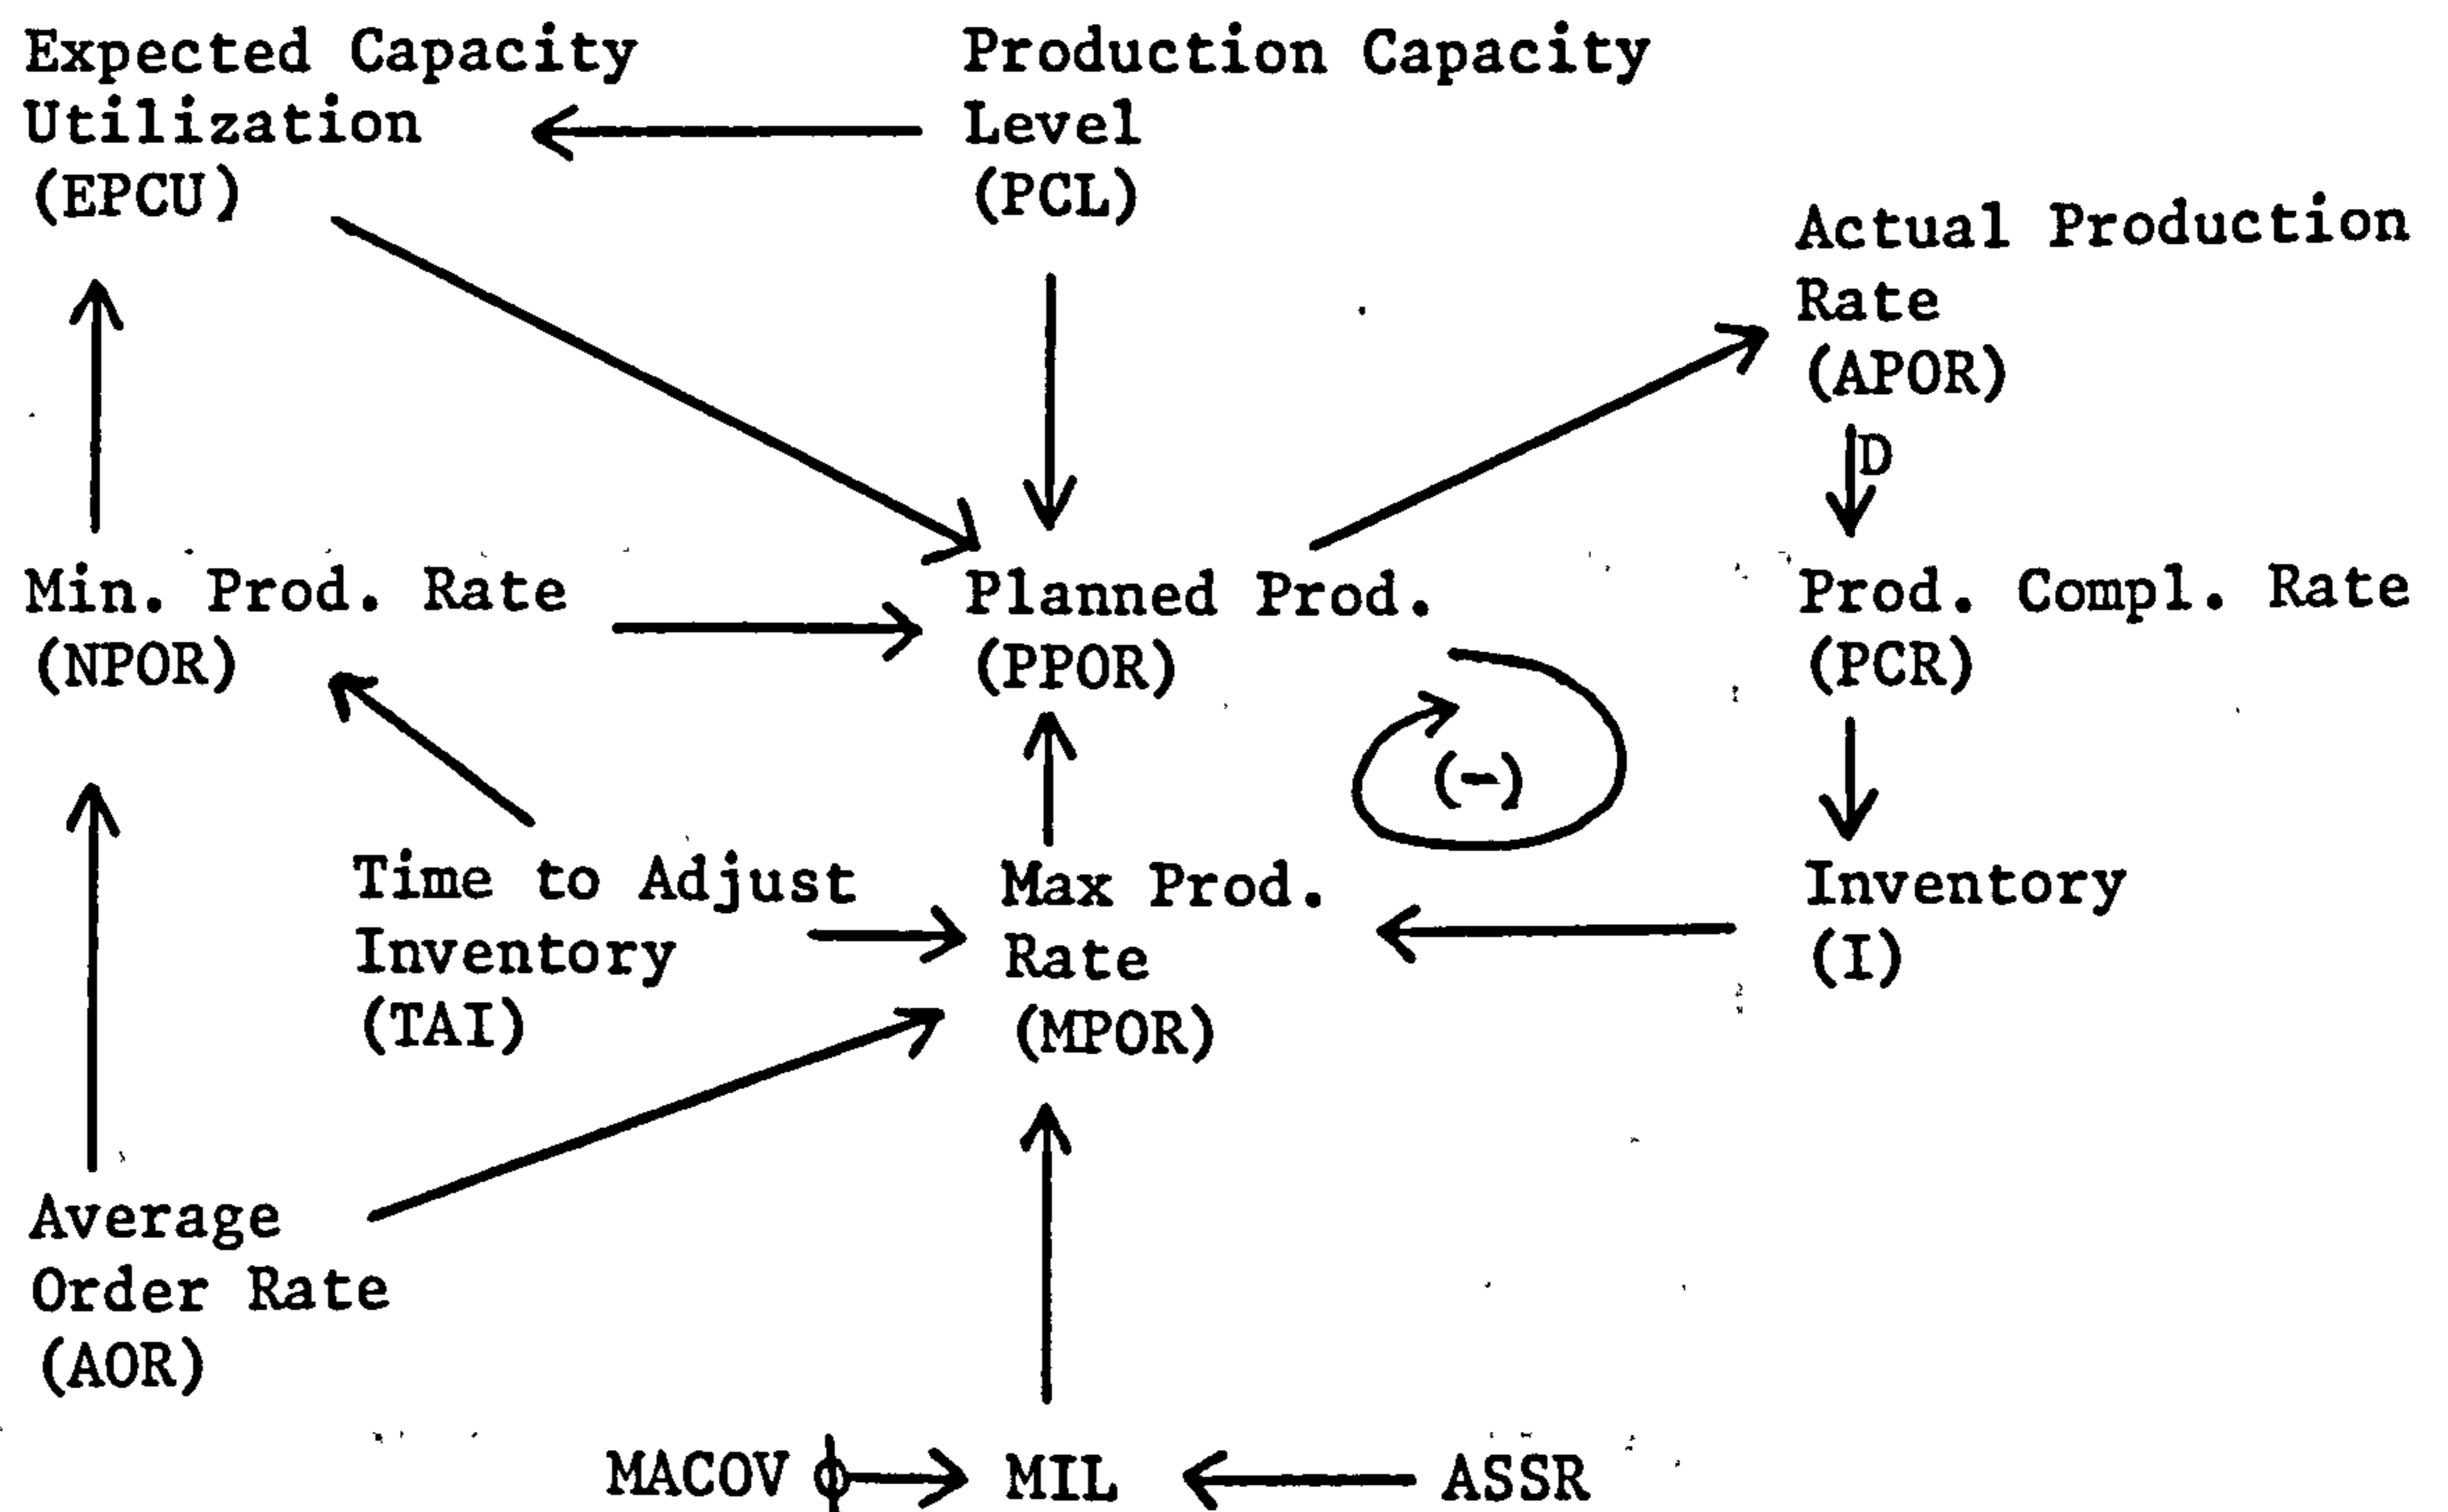 Expected Capacity
Utilization
(EPCU)
Production Capacity
Level
(PCL)
Actual Production
Rate
(APOR)
D
Min. Prod. Rate
(NPOR)
Planned Prod.
(PPOR)
Prod. Compl. Rate
(PCR)
(-)
Time to Adjust
Inventory
(TAI)
Max Prod.
Rate
(MPOR)
Inventory
(I)
Average
Order Rate
(AOR)
MACOV
MIL
ASSR